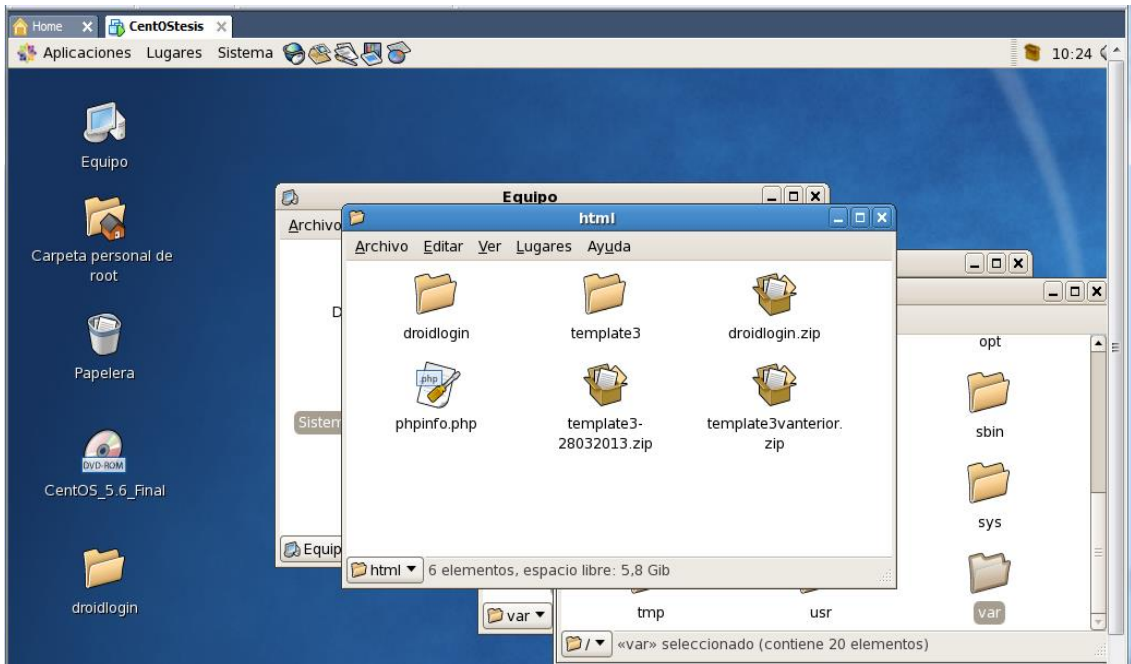 Home
CentOStesis
Aplicaciones Lugares Sistema
10:24
Equipo
Carpeta personal de
root
Papelera
DVD-ROM
CentOS_5.6_Final
droidlogin
Equipo
Archivo
D
Sistem
Equip
html
Archivo Editar Ver Lugares Ayuda
droidlogin
template3
droidlogin.zip
php
phpinfo.php
template3-
28032013.zip
template3vanterior.
zip
html
6 elementos, espacio libre: 5,8 Gib
var
opt
sbin
sys
tmp
usr
var
/
«var» seleccionado (contiene 20 elementos)